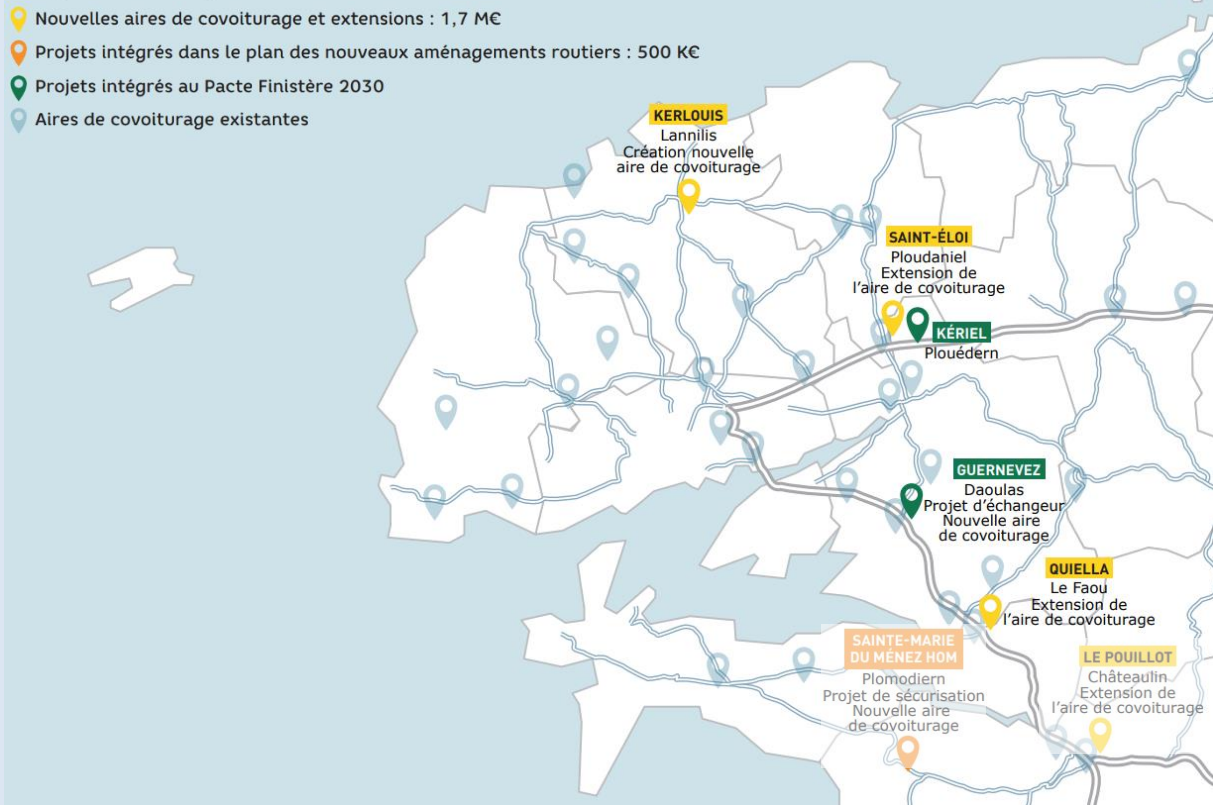 Nouvelles aires de covoiturage et extensions : 1,7 M€
Projets intégrés dans le plan des nouveaux aménagements routiers : 500 K€
Projets intégrés au Pacte Finistère 2030
Aires de covoiturage existantes
KERLOUIS
Lannilis
Création nouvelle
aire de covoiturage
SAINT-ÉLOI
Ploudaniel
Extension de
l'aire de covoiturage
KÉRIEL
Plouédern
GUERNEVEZ
Daoulas
Projet d'échangeur
Nouvelle aire
de covoiturage
QUIELLA
Le Faou
Extension de
l'aire de covoiturage
SAINTE-MARIE
DU MÉNEZ HOM
Plomodiern
Projet de sécurisation
Nouvelle aire
de covoiturage
LE POUILLOT
Châteaulin
Extension de
l'aire de covoiturage